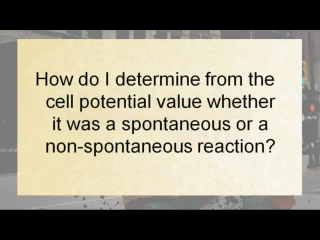 How do I determine from the
cell potential value whether
it was a spontaneous or a
non-spontaneous reaction?